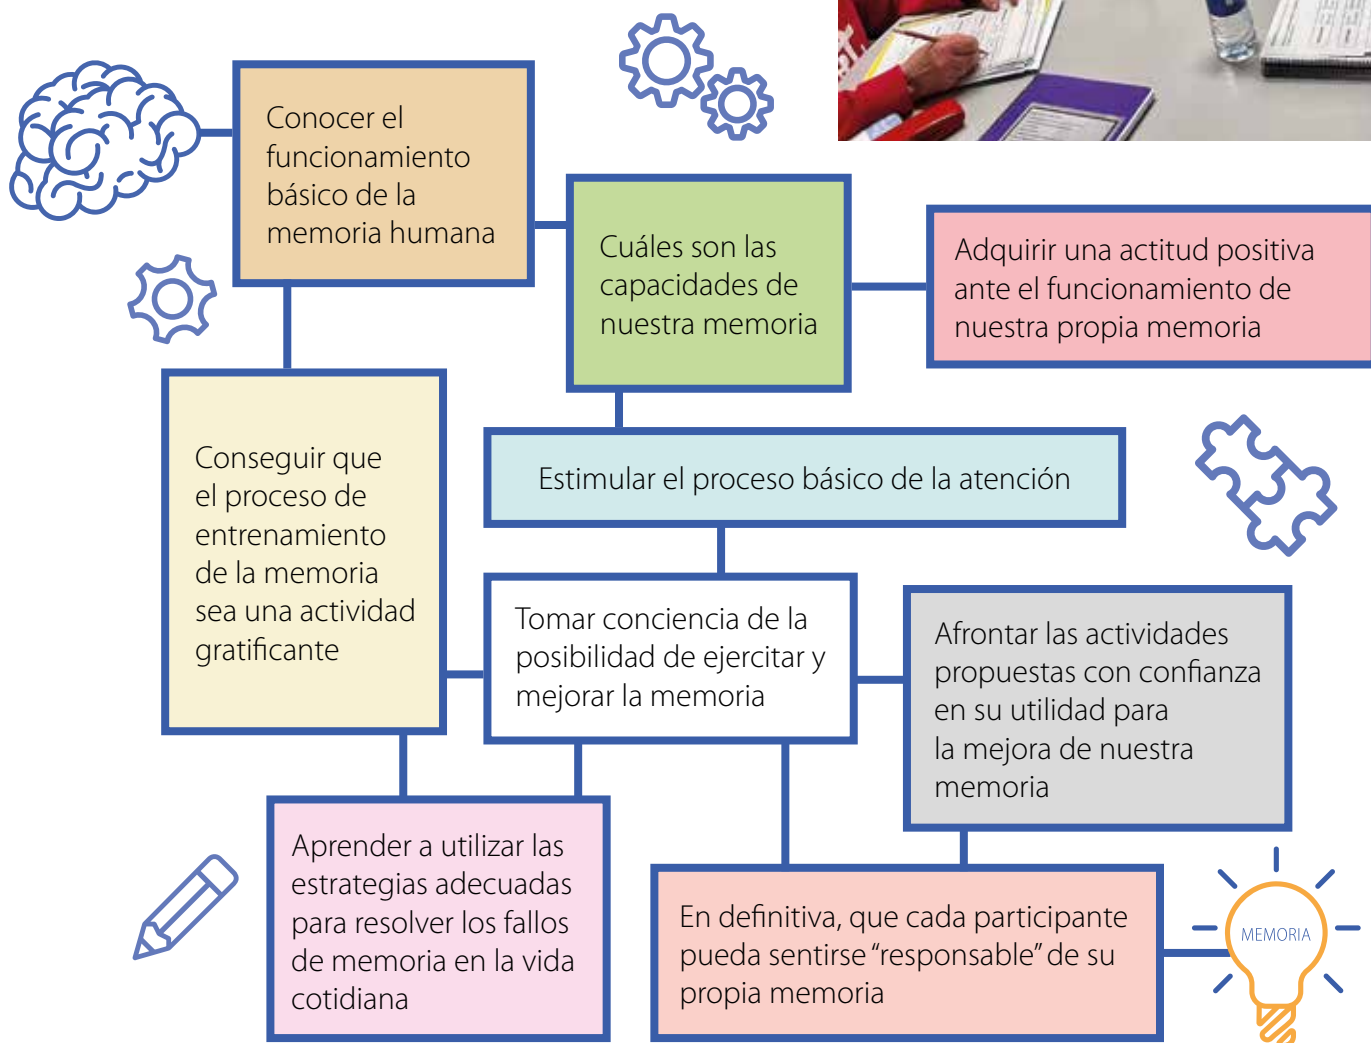 Conocer el
funcionamiento
básico de la
memoria humana
Cuáles son las
capacidades de
nuestra memoria
Adquirir una actitud positiva
ante el funcionamiento de
nuestra propia memoria
Conseguir que
el proceso de
entrenamiento
de la memoria
sea una actividad
gratificante
Estimular el proceso básico de la atención
Tomar conciencia de la
posibilidad de ejercitar y
mejorar la memoria
Afrontar las actividades
propuestas con confianza
en su utilidad para
la mejora de nuestra
memoria
Aprender a utilizar las
estrategias adecuadas
para resolver los fallos
de memoria en la vida
cotidiana
En definitiva, que cada participante
pueda sentirse “responsable” de su
propia memoria
MEMORIA